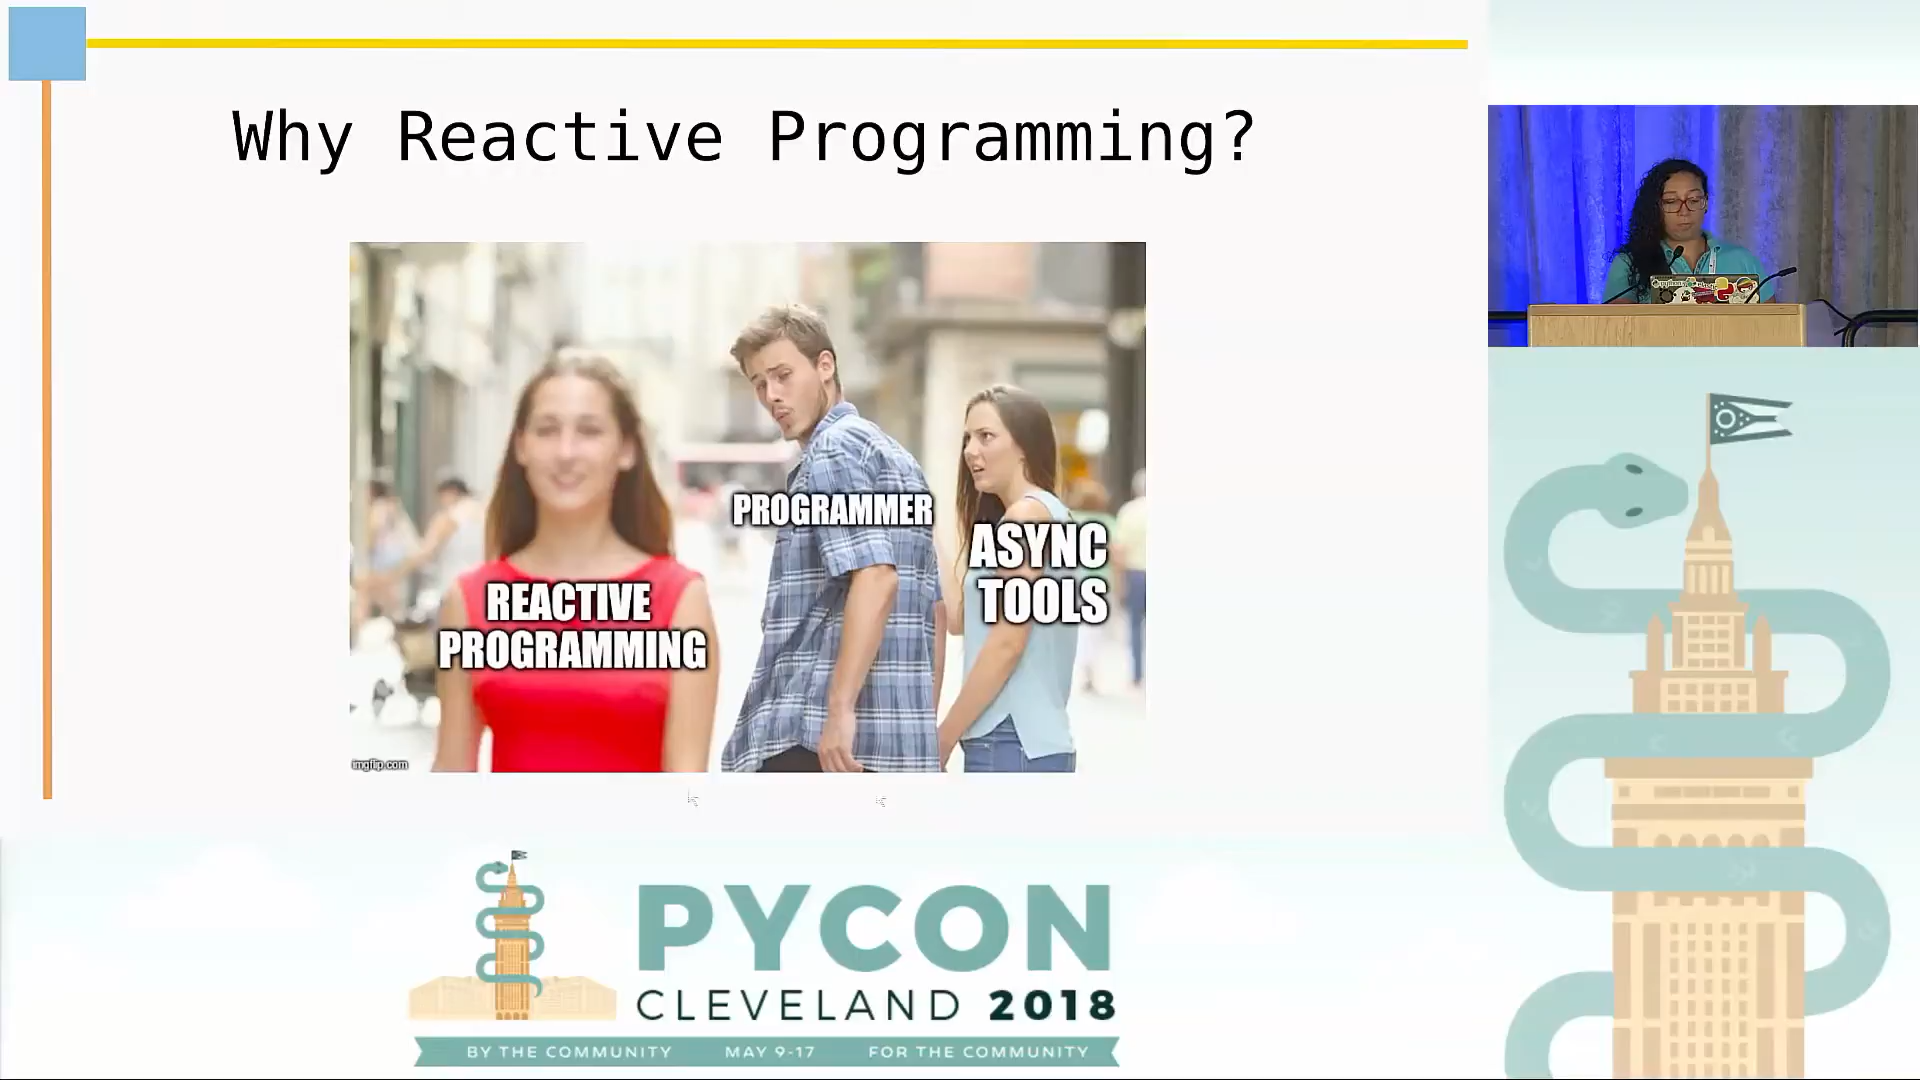 Why Reactive Programming?
PROGRAMMER
ASYNC
TOOLS
REACTIVE
PROGRAMMING
imgflip.com
PYCON
CLEVELAND 2018
BY THE COMMUNITY MAY 9-17 FOR THE COMMUNITY